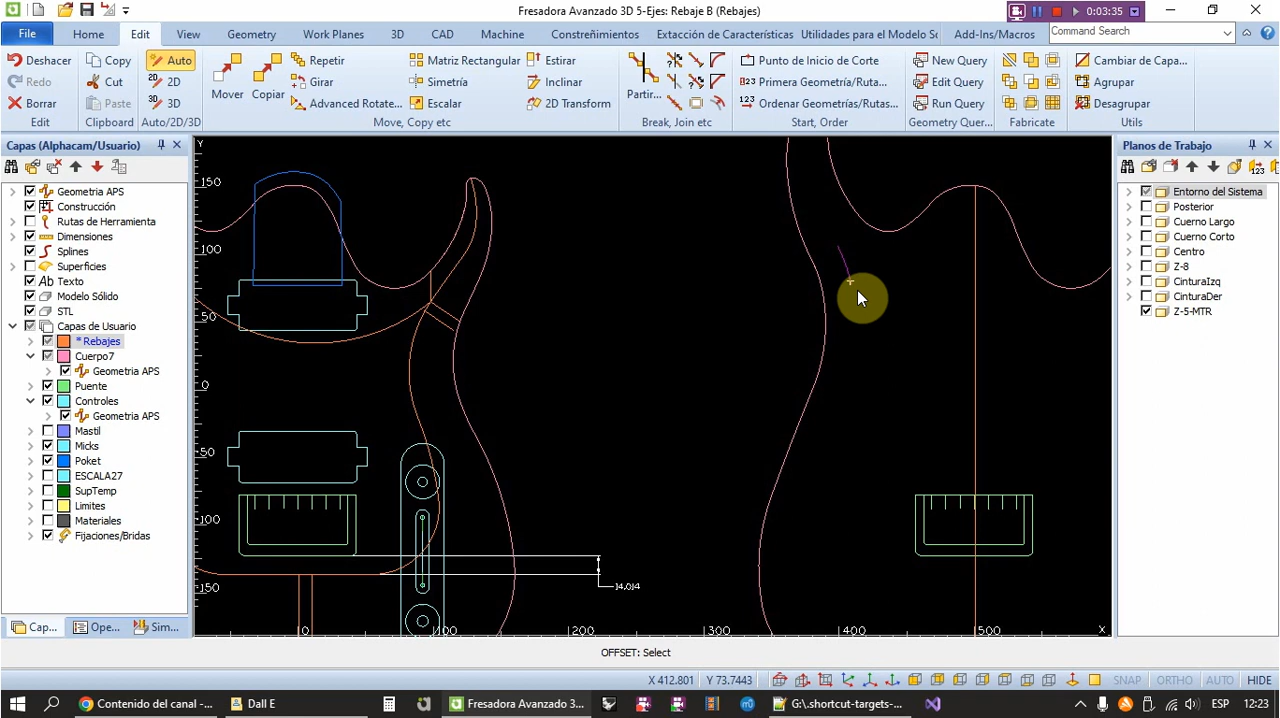 Fresadora Avanzado 3D 5-Ejes: Rebaje B (Rebajes)
00:03:35
File Home Edit View Geometry Work Planes 3D CAD Machine Constreñimientos Extacción de Características Utilidades para el Modelo Sc Add-Ins/Macros Command Search
Deshacer
Redo
Borrar
Edit
Copy
Cut
Paste
Clipboard
Auto
2D
3D
Auto/2D/3D
Mover
Copiar
Repetir
Girar
Advanced Rotate...
Matriz Rectangular
Simetría
Escalar
Estirar
Inclinar
2D Transform
Move, Copy etc
Partir...
Break, Join etc
Punto de Inicio de Corte
Primera Geometría/Ruta...
Ordenar Geometrías/Rutas...
Start, Order
New Query
Edit Query
Run Query
Geometry Quer...
Fabricate
Cambiar de Capa...
Agrupar
Desagrupar
Utils
Capas (Alphacam/Usuario)
Geometria APS
Construcción
Rutas de Herramienta
Dimensiones
Splines
Superficies
Texto
Modelo Sólido
STL
Capas de Usuario
* Rebajes
Cuerpo7
Geometria APS
Puente
Controles
Geometria APS
Mastil
Micks
Poket
ESCALA27
SupTemp
Limites
Materiales
Fijaciones/Bridas
Cap...
Ope...
Sim...
Y
150
100
50
0
50
100
150
14.014
0
100
200
300
400
500
X
Planos de Trabajo
Entorno del Sistema
Posterior
Cuerno Largo
Cuerno Corto
Centro
Z-8
CinturaIzq
CinturaDer
Z-5-MTR
OFFSET: Select
X 412.801 Y 73.7443
SNAP ORTHO AUTO HIDE
Contenido del canal -...
Dall E
Fresadora Avanzado 3...
G:\.shortcut-targets-...
ESP
12:23